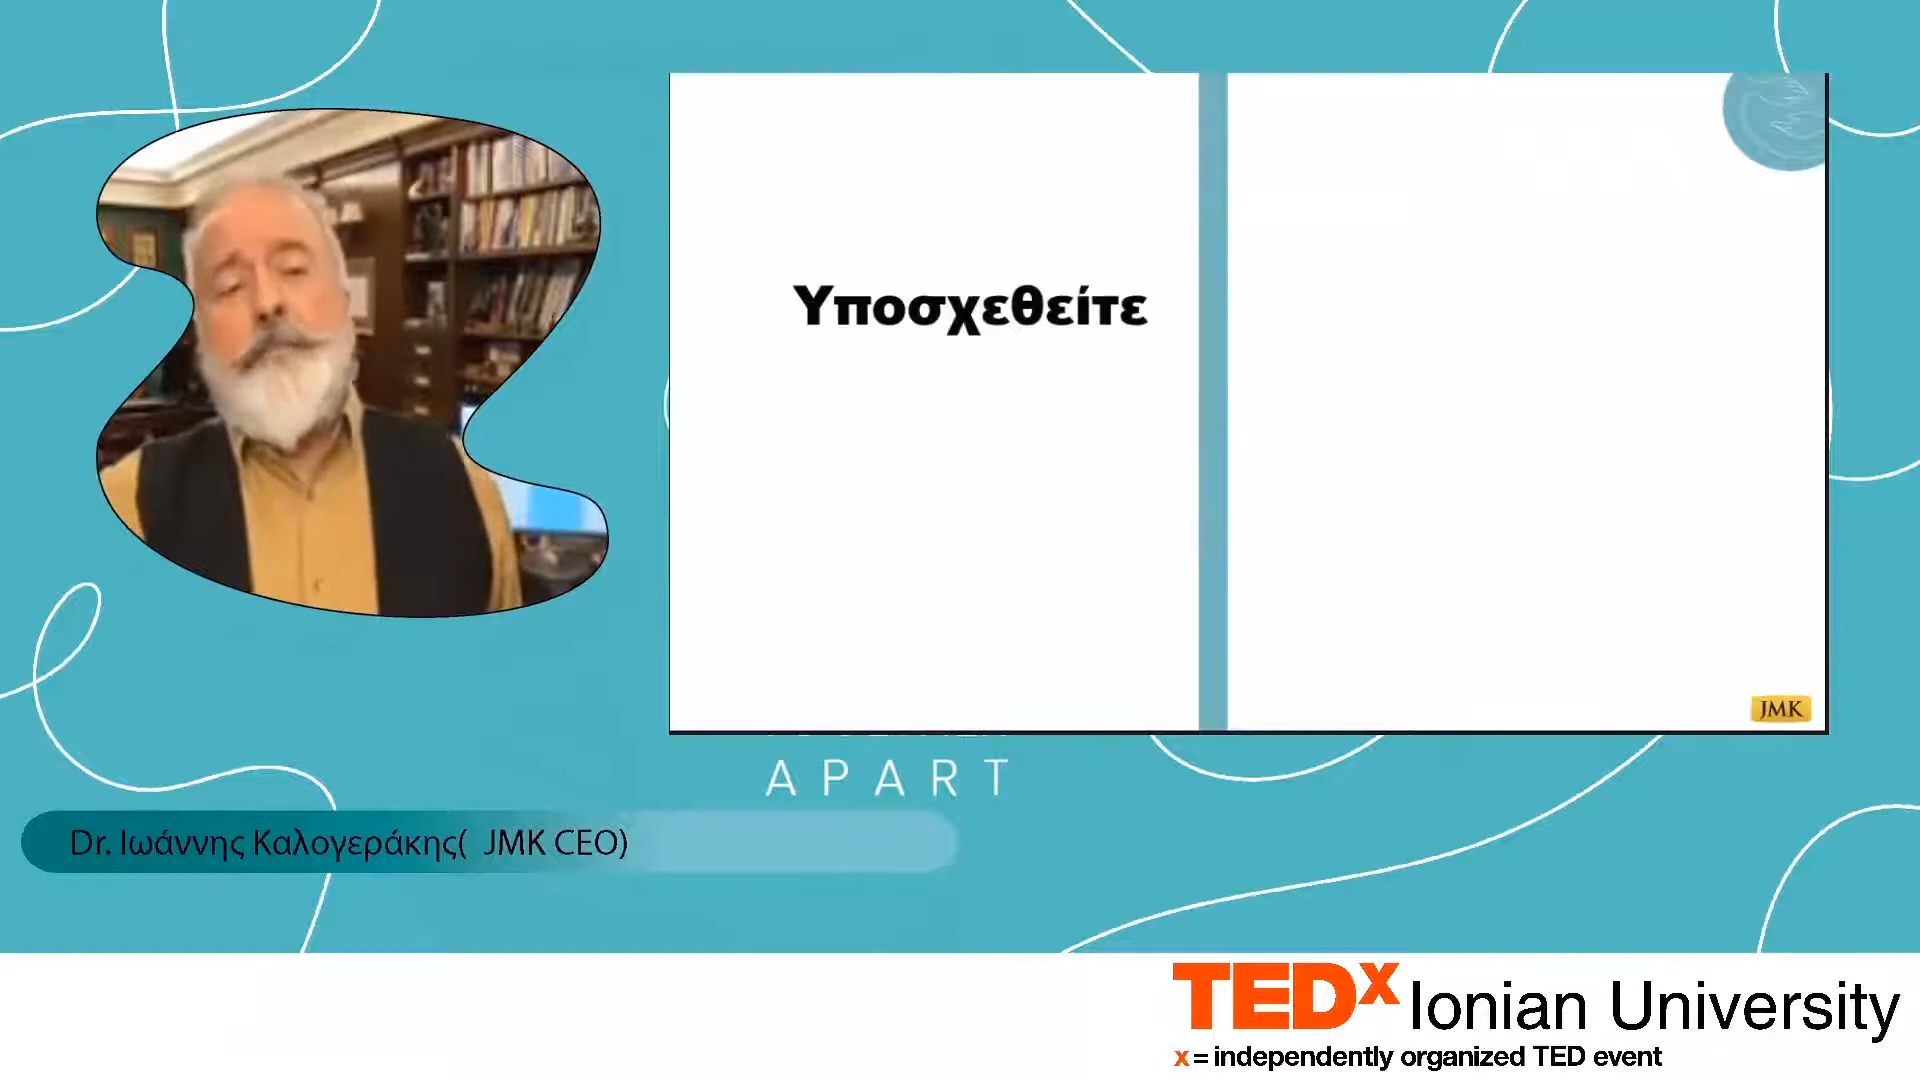 Υποσχεθείτε
JMK
APART
Dr. Ιωάννης Καλογεράκης( JMK CEO)
TEDx Ionian University
x = independently organized TED event